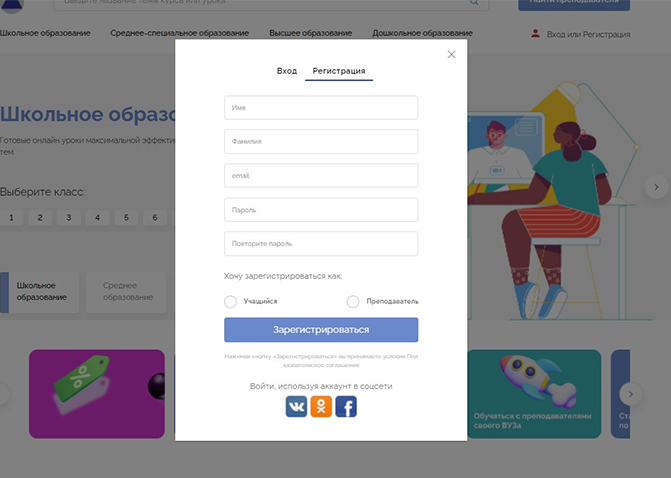 Введите название темы курса или урока
Найти преподавателя
Школьное образование
Среднее-специальное образование
Высшее образование
Дошкольное образование
Вход или Регистрация
Вход
Регистрация
Имя
Фамилия
email
Пароль
Повторите пароль
Хочу зарегистрироваться как:
Учащийся
Преподаватель
Зарегистрироваться
Нажимая кнопку «Зарегистрироваться» вы принимаете условия Пол
ьзовательского соглашение
Войти, используя аккаунт в соцсети
Школьное образо
Готовые онлайн уроки максимальной эффектив
тем.
Выберите класс:
1 2 3 4 5 6
Школьное
образование
Среднее
образование
%
Обучаться с преподавателями
своего ВУЗа
Ста
по